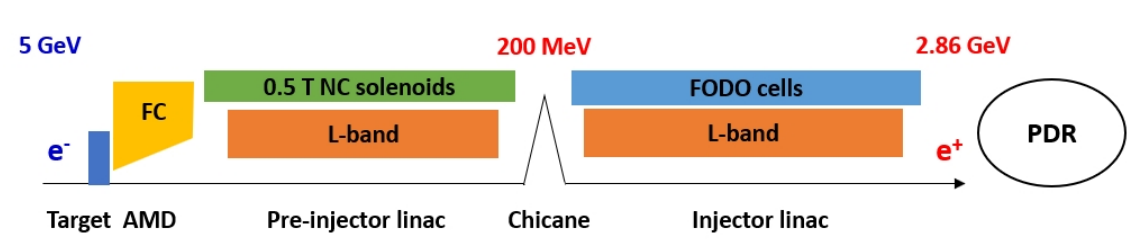 5 GeV
200 MeV
2.86 GeV
FC
0.5 T NC solenoids
L-band
FODO cells
L-band
e-
e+
PDR
Target
AMD
Pre-injector linac
Chicane
Injector linac